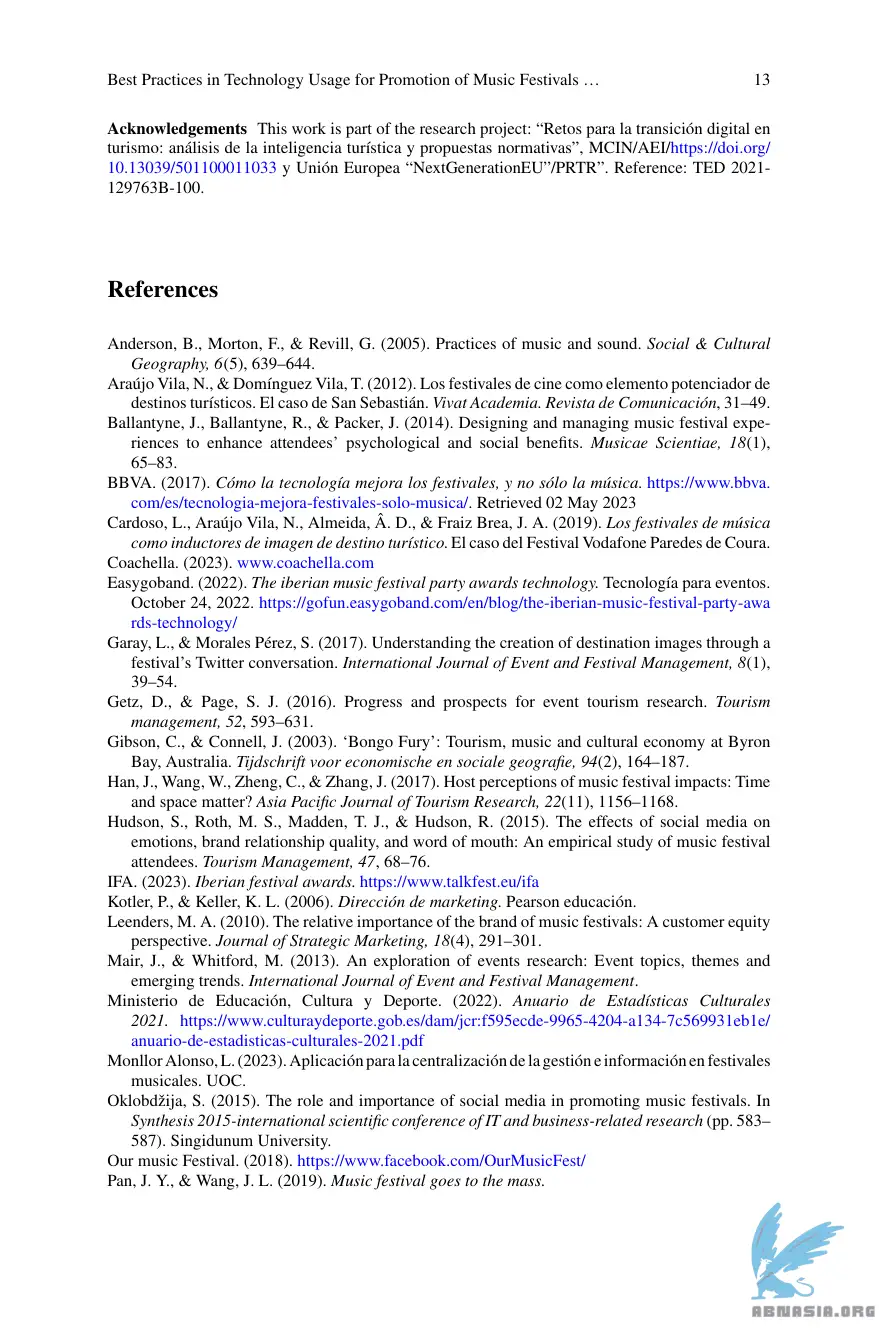 Best Practices in Technology Usage for Promotion of Music Festivals … 13
Acknowledgements This work is part of the research project: “Retos para la transición digital en
turismo: análisis de la inteligencia turística y propuestas normativas”, MCIN/AEI/https://doi.org/
10.13039/501100011033 y Unión Europea “NextGenerationEU”/PRTR”. Reference: TED 2021-
129763B-100.
References
Anderson, B., Morton, F., & Revill, G. (2005). Practices of music and sound. Social & Cultural
Geography, 6(5), 639–644.
Araújo Vila, N., & Domínguez Vila, T. (2012). Los festivales de cine como elemento potenciador de
destinos turísticos. El caso de San Sebastián. Vivat Academia. Revista de Comunicación, 31–49.
Ballantyne, J., Ballantyne, R., & Packer, J. (2014). Designing and managing music festival expe-
riences to enhance attendees’ psychological and social benefits. Musicae Scientiae, 18(1),
65–83.
BBVA. (2017). Cómo la tecnología mejora los festivales, y no sólo la música. https://www.bbva.
com/es/tecnologia-mejora-festivales-solo-musica/. Retrieved 02 May 2023
Cardoso, L., Araújo Vila, N., Almeida, Â. D., & Fraiz Brea, J. A. (2019). Los festivales de música
como inductores de imagen de destino turístico. El caso del Festival Vodafone Paredes de Coura.
Coachella. (2023). www.coachella.com
Easygoband. (2022). The iberian music festival party awards technology. Tecnología para eventos.
October 24, 2022. https://gofun.easygoband.com/en/blog/the-iberian-music-festival-party-awa
rds-technology/
Garay, L., & Morales Pérez, S. (2017). Understanding the creation of destination images through a
festival’s Twitter conversation. International Journal of Event and Festival Management, 8(1),
39–54.
Getz, D., & Page, S. J. (2016). Progress and prospects for event tourism research. Tourism
management, 52, 593–631.
Gibson, C., & Connell, J. (2003). ‘Bongo Fury’: Tourism, music and cultural economy at Byron
Bay, Australia. Tijdschrift voor economische en sociale geografie, 94(2), 164–187.
Han, J., Wang, W., Zheng, C., & Zhang, J. (2017). Host perceptions of music festival impacts: Time
and space matter? Asia Pacific Journal of Tourism Research, 22(11), 1156–1168.
Hudson, S., Roth, M. S., Madden, T. J., & Hudson, R. (2015). The effects of social media on
emotions, brand relationship quality, and word of mouth: An empirical study of music festival
attendees. Tourism Management, 47, 68–76.
IFA. (2023). Iberian festival awards. https://www.talkfest.eu/ifa
Kotler, P., & Keller, K. L. (2006). Dirección de marketing. Pearson educación.
Leenders, M. A. (2010). The relative importance of the brand of music festivals: A customer equity
perspective. Journal of Strategic Marketing, 18(4), 291–301.
Mair, J., & Whitford, M. (2013). An exploration of events research: Event topics, themes and
emerging trends. International Journal of Event and Festival Management.
Ministerio de Educación, Cultura y Deporte. (2022). Anuario de Estadísticas Culturales
2021. https://www.culturaydeporte.gob.es/dam/jcr:f595ecde-9965-4204-a134-7c569931eb1e/
anuario-de-estadisticas-culturales-2021.pdf
Monllor Alonso, L. (2023). Aplicación para la centralización de la gestión e información en festivales
musicales. UOC.
Oklobdžija, S. (2015). The role and importance of social media in promoting music festivals. In
Synthesis 2015-international scientific conference of IT and business-related research (pp. 583–
587). Singidunum University.
Our music Festival. (2018). https://www.facebook.com/OurMusicFest/
Pan, J. Y., & Wang, J. L. (2019). Music festival goes to the mass.
ABNASIA.ORG